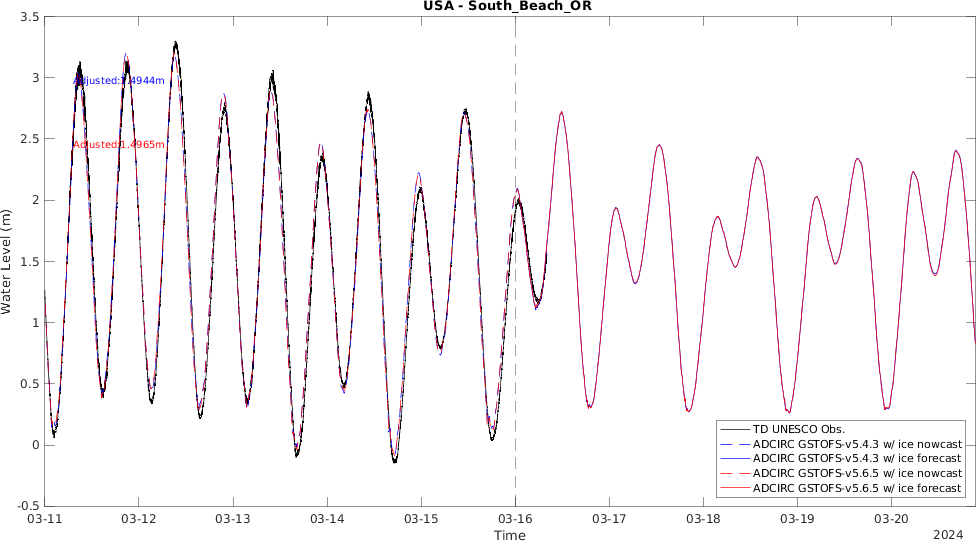 USA - South_Beach_OR
3.5
3
2.5
2
1.5
1
0.5
0
-0.5
Water Level (m)
Adjusted:1.4944m
Adjusted:1.4965m
TD UNESCO Obs.
ADCIRC GSTOFS-v5.4.3 w/ ice nowcast
ADCIRC GSTOFS-v5.4.3 w/ ice forecast
ADCIRC GSTOFS-v5.6.5 w/ ice nowcast
ADCIRC GSTOFS-v5.6.5 w/ ice forecast
03-11 03-12 03-13 03-14 03-15 03-16 03-17 03-18 03-19 03-20
Time
2024